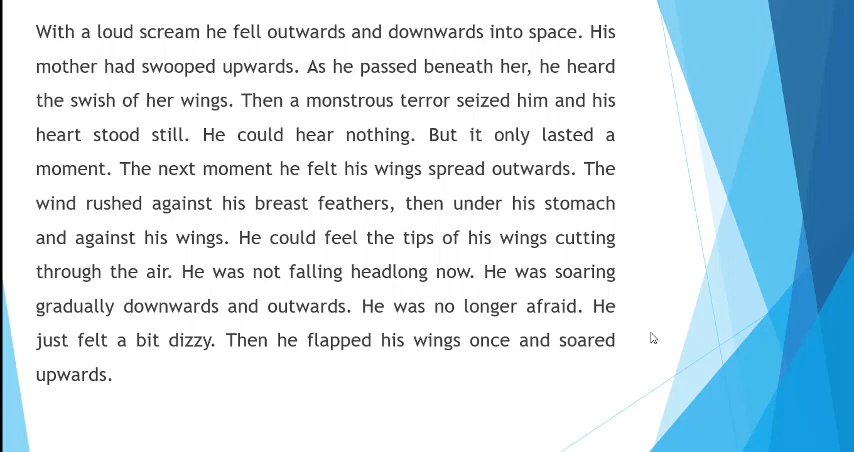 With a loud scream he fell outwards and downwards into space. His
mother had swooped upwards. As he passed beneath her, he heard
the swish of her wings. Then a monstrous terror seized him and his
heart stood still. He could hear nothing. But it only lasted a
moment. The next moment he felt his wings spread outwards. The
wind rushed against his breast feathers, then under his stomach
and against his wings. He could feel the tips of his wings cutting
through the air. He was not falling headlong now. He was soaring
gradually downwards and outwards. He was no longer afraid. He
just felt a bit dizzy. Then he flapped his wings once and soared
upwards.